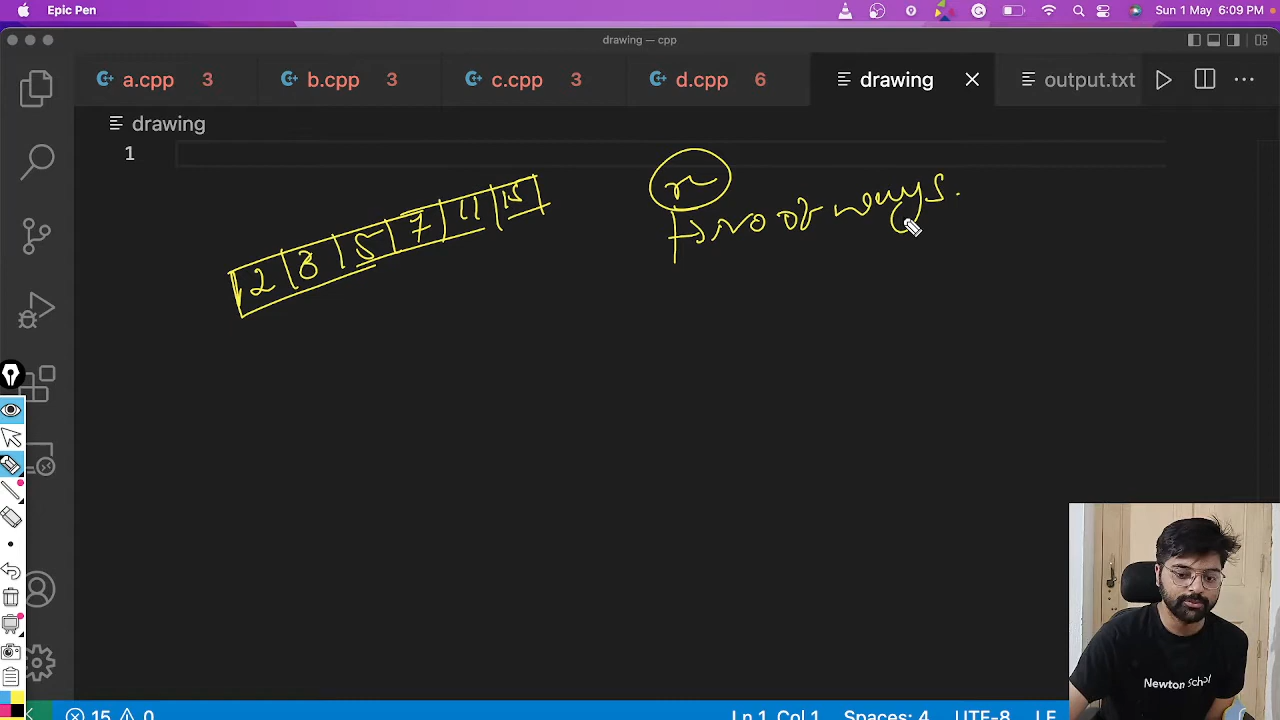 Epic Pen
Sun 1 May 6:09 PM
drawing — cpp
a.cpp 3
b.cpp 3
c.cpp 3
d.cpp 6
drawing
output.txt
drawing
1
2 3 5 7 11 15
no of ways.
Newton School
15 0
Ln 1, Col 1 Spaces: 4 UTF-8 LF